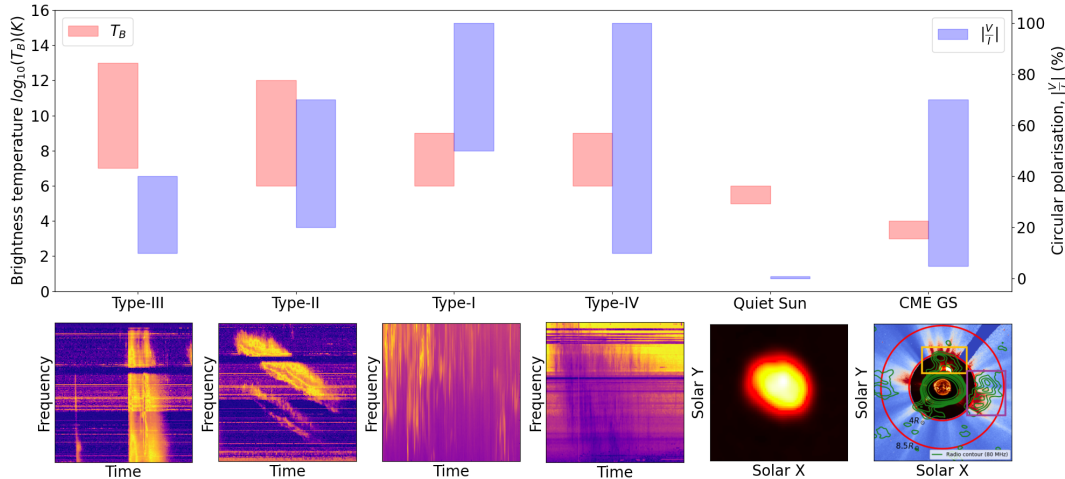 Brightness temperature log₁₀(T_B)(K)
16
14
12
10
8
6
4
2
0
T_B
|V/I|
100
80
60
40
20
0
Circular polarisation, |V/I| (%)
Type-III
Type-II
Type-I
Type-IV
Quiet Sun
CME GS
Frequency
Time
Frequency
Time
Frequency
Time
Frequency
Time
Solar Y
Solar X
Solar Y
4R
8.5R
Radio contour (80 MHz)
Solar X